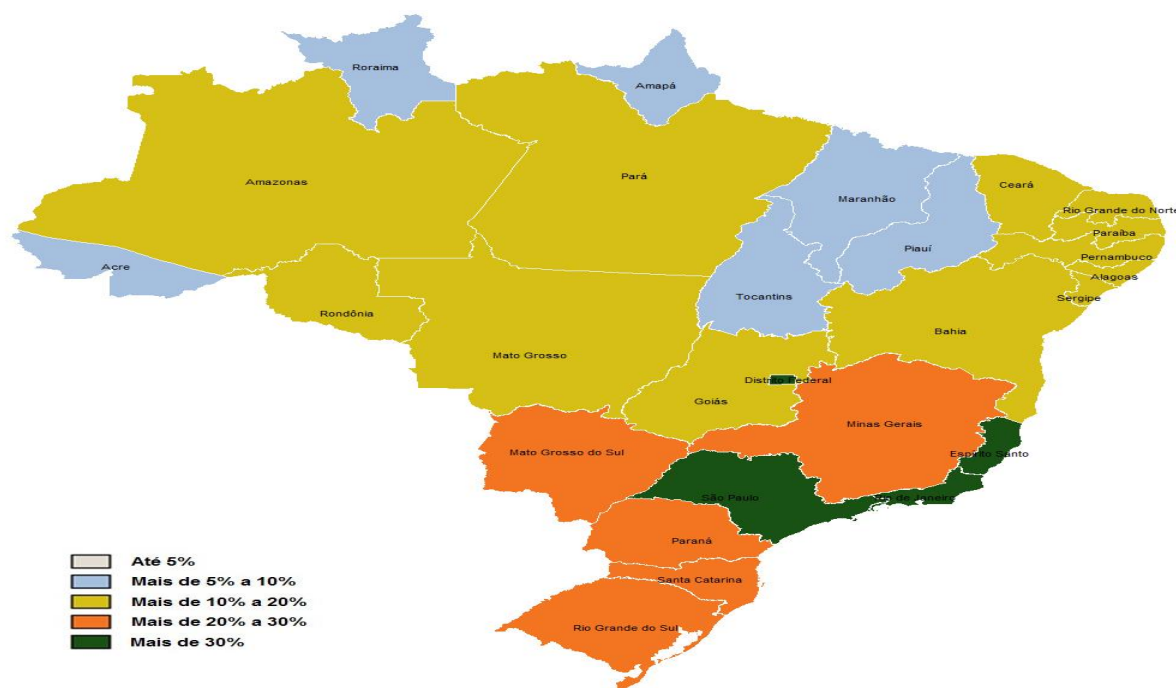 Roraima
Amapá
Amazonas
Pará
Ceará
Maranhão
Rio Grande do Norte
Paraíba
Piauí
Pernambuco
Acre
Alagoas
Tocantins
Sergipe
Rondônia
Bahia
Mato Grosso
Distrito Federal
Goiás
Minas Gerais
Mato Grosso do Sul
Espírito Santo
São Paulo
de Janeiro
Paraná
Santa Catarina
Rio Grande do Sul
Até 5%
Mais de 5% a 10%
Mais de 10% a 20%
Mais de 20% a 30%
Mais de 30%